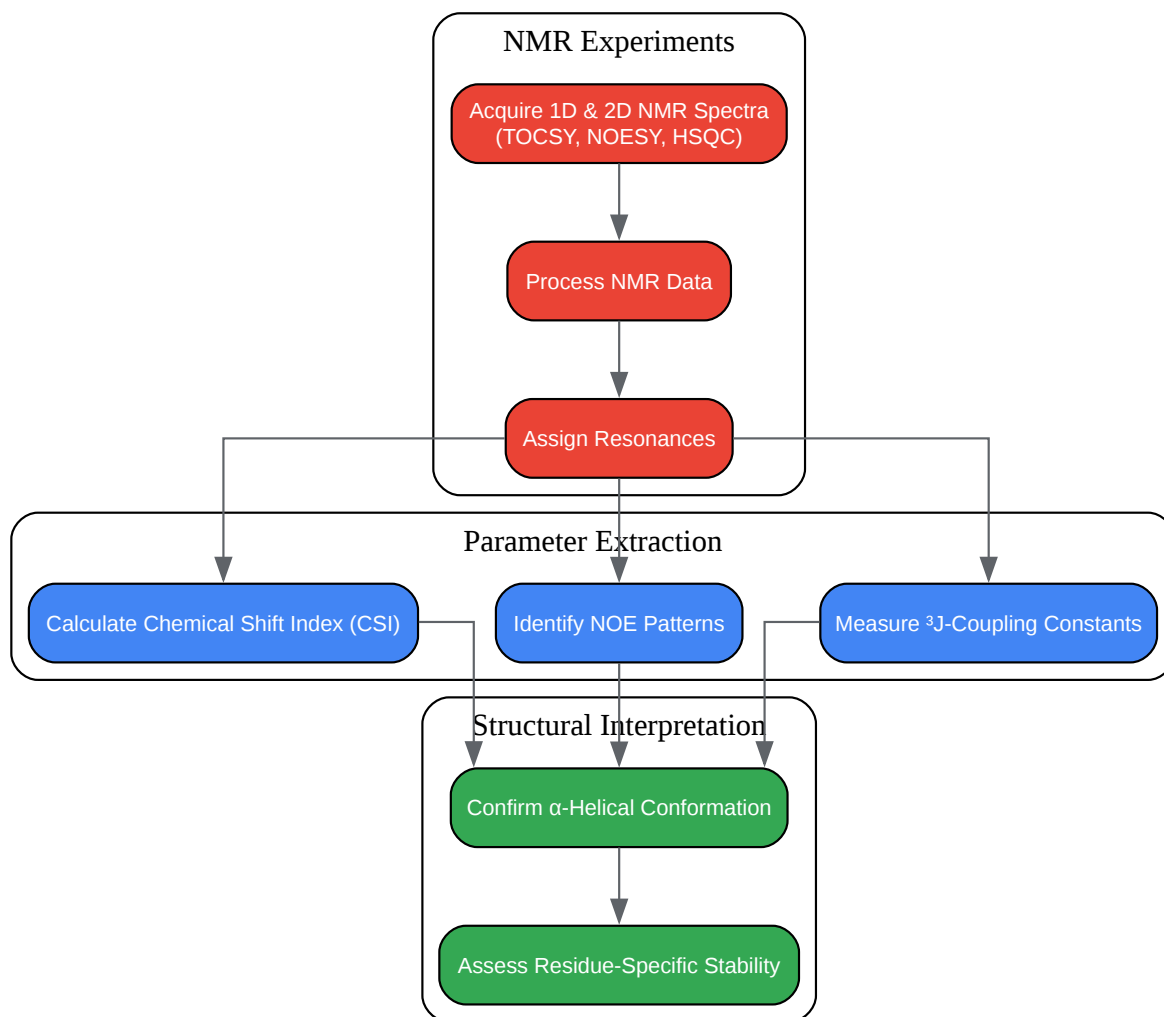 NMR Experiments
Acquire 1D & 2D NMR Spectra
(TOCSY, NOESY, HSQC)
Process NMR Data
Assign Resonances
Parameter Extraction
Calculate Chemical Shift Index (CSI)
Identify NOE Patterns
Measure ³J-Coupling Constants
Structural Interpretation
Confirm α-Helical Conformation
Assess Residue-Specific Stability